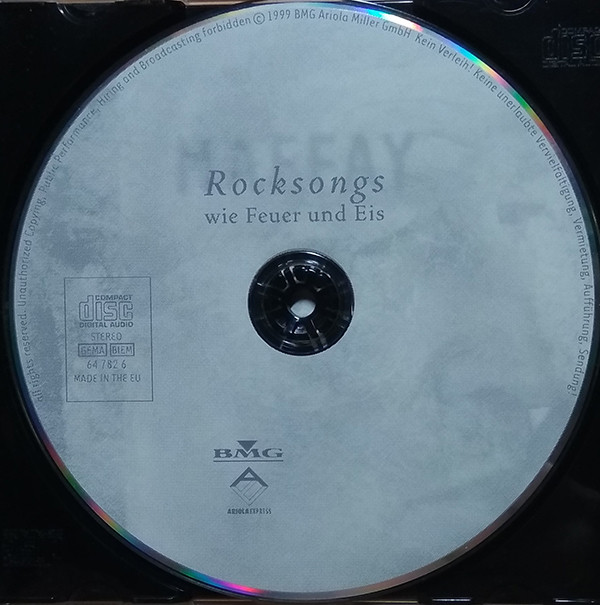 all rights reserved. Unauthorized Copying, Public Performance, Hiring and Broadcasting forbidden © 1999 BMG Ariola Miller GmbH Kein Verleih! Keine unerlaubte Vervielfältigung, Vermietung, Aufführung, Sendung!
MAFFAY
Rocksongs
wie Feuer und Eis
COMPACT
disc
DIGITAL AUDIO
STEREO
GEMA BIEM
64 782 6
MADE IN THE EU
BMG
A
ARIOLA EXPRESS
COMPACT
disc